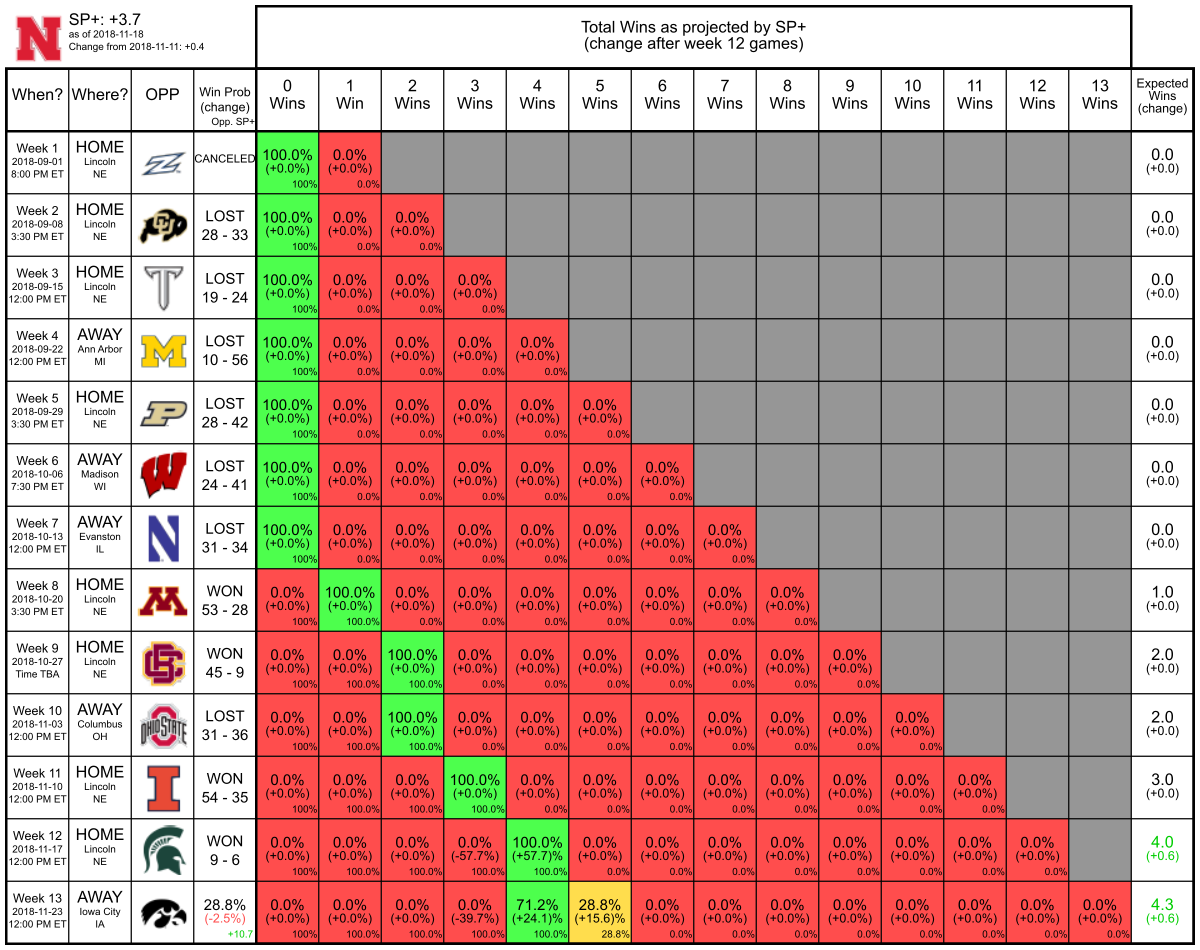 N SP+: +3.7
as of 2018-11-18
Change from 2018-11-11: +0.4
Total Wins as projected by SP+
(change after week 12 games)
When? Where? OPP Win Prob 0 1 2 3 4 5 6 7 8 9 10 11 12 13 Expected
(change) Wins Win Wins Wins Wins Wins Wins Wins Wins Wins Wins Wins Wins Wins Wins
Opp. SP+ (change)
Week 1 HOME Z CANCELED 100.0% 0.0% 0.0
2018-09-01 Lincoln (+0.0%) (+0.0%) (+0.0)
8:00 PM ET NE 100% 0.0%
Week 2 HOME CU LOST 100.0% 0.0% 0.0% 0.0
2018-09-08 Lincoln 28 - 33 (+0.0%) (+0.0%) (+0.0%) (+0.0)
3:30 PM ET NE 100% 0.0% 0.0%
Week 3 HOME T LOST 100.0% 0.0% 0.0% 0.0% 0.0
2018-09-15 Lincoln 19 - 24 (+0.0%) (+0.0%) (+0.0%) (+0.0%) (+0.0)
12:00 PM ET NE 100% 0.0% 0.0% 0.0%
Week 4 AWAY M LOST 100.0% 0.0% 0.0% 0.0% 0.0% 0.0
2018-09-22 Ann Arbor 10 - 56 (+0.0%) (+0.0%) (+0.0%) (+0.0%) (+0.0%) (+0.0)
12:00 PM ET MI 100% 0.0% 0.0% 0.0% 0.0%
Week 5 HOME P LOST 100.0% 0.0% 0.0% 0.0% 0.0% 0.0% 0.0
2018-09-29 Lincoln 28 - 42 (+0.0%) (+0.0%) (+0.0%) (+0.0%) (+0.0%) (+0.0%) (+0.0)
3:30 PM ET NE 100% 0.0% 0.0% 0.0% 0.0% 0.0%
Week 6 AWAY W LOST 100.0% 0.0% 0.0% 0.0% 0.0% 0.0% 0.0% 0.0
2018-10-06 Madison 24 - 41 (+0.0%) (+0.0%) (+0.0%) (+0.0%) (+0.0%) (+0.0%) (+0.0%) (+0.0)
7:30 PM ET WI 100% 0.0% 0.0% 0.0% 0.0% 0.0% 0.0%
Week 7 AWAY N LOST 100.0% 0.0% 0.0% 0.0% 0.0% 0.0% 0.0% 0.0% 0.0
2018-10-13 Evanston 31 - 34 (+0.0%) (+0.0%) (+0.0%) (+0.0%) (+0.0%) (+0.0%) (+0.0%) (+0.0%) (+0.0)
12:00 PM ET IL 100% 0.0% 0.0% 0.0% 0.0% 0.0% 0.0% 0.0%
Week 8 HOME M WON 0.0% 100.0% 0.0% 0.0% 0.0% 0.0% 0.0% 0.0% 0.0% 1.0
2018-10-20 Lincoln 53 - 28 (+0.0%) (+0.0%) (+0.0%) (+0.0%) (+0.0%) (+0.0%) (+0.0%) (+0.0%) (+0.0%) (+0.0)
3:30 PM ET NE 100% 100.0% 0.0% 0.0% 0.0% 0.0% 0.0% 0.0% 0.0%
Week 9 HOME BC WON 0.0% 0.0% 100.0% 0.0% 0.0% 0.0% 0.0% 0.0% 0.0% 0.0% 2.0
2018-10-27 Lincoln 45 - 9 (+0.0%) (+0.0%) (+0.0%) (+0.0%) (+0.0%) (+0.0%) (+0.0%) (+0.0%) (+0.0%) (+0.0%) (+0.0)
Time TBA NE 100% 100.0% 100.0% 0.0% 0.0% 0.0% 0.0% 0.0% 0.0% 0.0%
Week 10 AWAY OHIO STATE LOST 0.0% 0.0% 100.0% 0.0% 0.0% 0.0% 0.0% 0.0% 0.0% 0.0% 0.0% 2.0
2018-11-03 Columbus 31 - 36 (+0.0%) (+0.0%) (+0.0%) (+0.0%) (+0.0%) (+0.0%) (+0.0%) (+0.0%) (+0.0%) (+0.0%) (+0.0%) (+0.0)
12:00 PM ET OH 100% 100.0% 100.0% 0.0% 0.0% 0.0% 0.0% 0.0% 0.0% 0.0% 0.0%
Week 11 HOME I WON 0.0% 0.0% 0.0% 100.0% 0.0% 0.0% 0.0% 0.0% 0.0% 0.0% 0.0% 0.0% 3.0
2018-11-10 Lincoln 54 - 35 (+0.0%) (+0.0%) (+0.0%) (+0.0%) (+0.0%) (+0.0%) (+0.0%) (+0.0%) (+0.0%) (+0.0%) (+0.0%) (+0.0%) (+0.0)
12:00 PM ET NE 100% 100.0% 100.0% 100.0% 0.0% 0.0% 0.0% 0.0% 0.0% 0.0% 0.0% 0.0%
Week 12 HOME WON 0.0% 0.0% 0.0% 0.0% 100.0% 0.0% 0.0% 0.0% 0.0% 0.0% 0.0% 0.0% 0.0% 4.0
2018-11-17 Lincoln 9 - 6 (+0.0%) (+0.0%) (+0.0%) (-57.7%) (+57.7)% (+0.0%) (+0.0%) (+0.0%) (+0.0%) (+0.0%) (+0.0%) (+0.0%) (+0.0%) (+0.6)
12:00 PM ET NE 100% 100.0% 100.0% 100.0% 100.0% 0.0% 0.0% 0.0% 0.0% 0.0% 0.0% 0.0% 0.0%
Week 13 AWAY 28.8% 0.0% 0.0% 0.0% 0.0% 71.2% 28.8% 0.0% 0.0% 0.0% 0.0% 0.0% 0.0% 0.0% 0.0% 4.3
2018-11-23 Iowa City (-2.5%) (+0.0%) (+0.0%) (+0.0%) (-39.7%) (+24.1)% (+15.6)% (+0.0%) (+0.0%) (+0.0%) (+0.0%) (+0.0%) (+0.0%) (+0.0%) (+0.0%) (+0.6)
12:00 PM ET IA +10.7 100% 100.0% 100.0% 100.0% 100.0% 28.8% 0.0% 0.0% 0.0% 0.0% 0.0% 0.0% 0.0% 0.0%